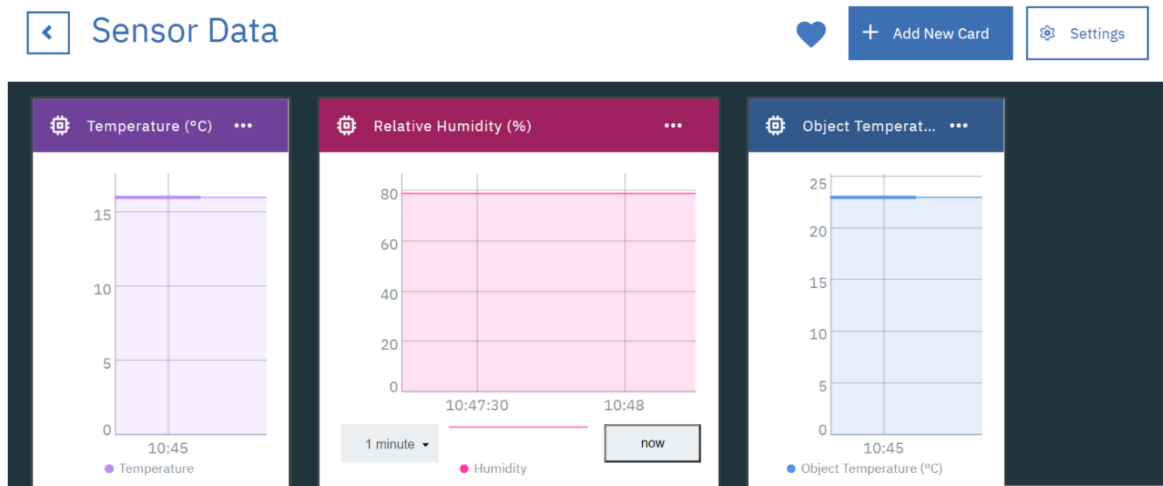 Sensor Data
+ Add New Card
Settings
Temperature (°C) •••
Relative Humidity (%) •••
Object Temperat... •••
15
10
5
0
10:45
Temperature
80
60
40
20
0
10:47:30 10:48
1 minute
now
Humidity
25
20
15
10
5
0
10:45
Object Temperature (°C)